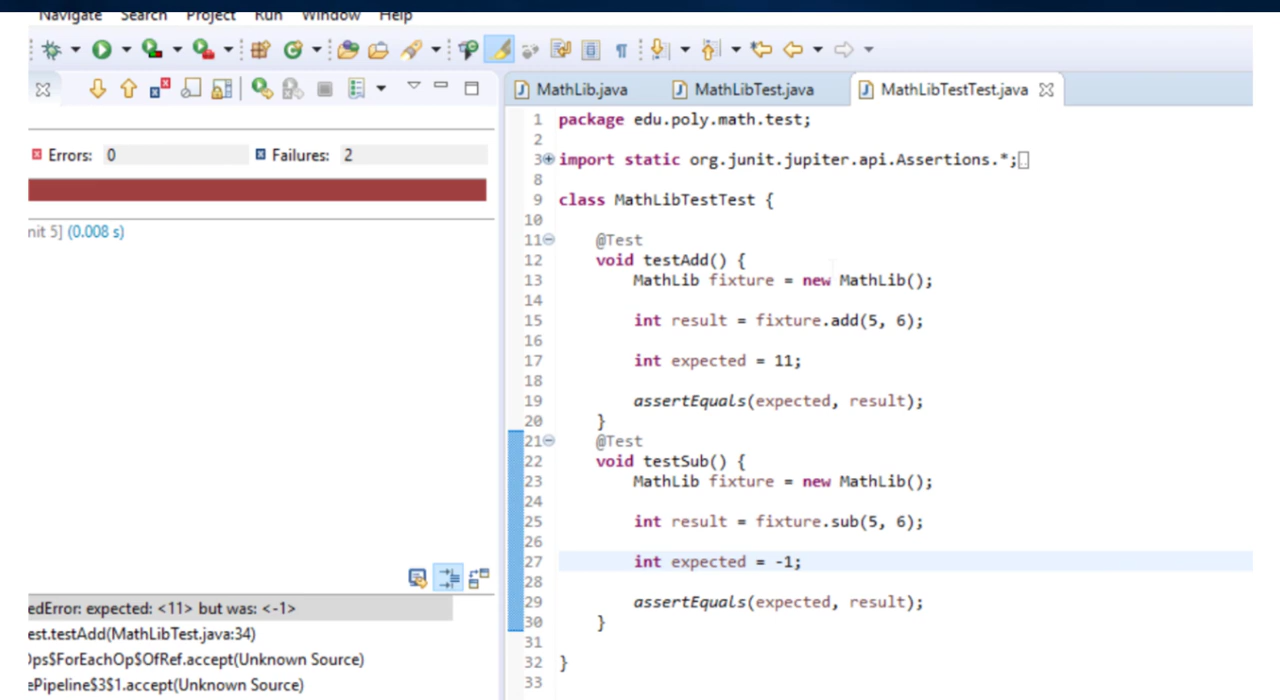 Navigate Search Project Run Window Help
Errors: 0 Failures: 2
nit 5] (0.008 s)
edError: expected: <11> but was: <-1>
est.testAdd(MathLibTest.java:34)
Ops$ForEachOp$OfRef.accept(Unknown Source)
ePipeline$3$1.accept(Unknown Source)
MathLib.java MathLibTest.java MathLibTestTest.java
1 package edu.poly.math.test;
2
3 import static org.junit.jupiter.api.Assertions.*;
8
9 class MathLibTestTest {
10
11 @Test
12 void testAdd() {
13 MathLib fixture = new MathLib();
14
15 int result = fixture.add(5, 6);
16
17 int expected = 11;
18
19 assertEquals(expected, result);
20 }
21 @Test
22 void testSub() {
23 MathLib fixture = new MathLib();
24
25 int result = fixture.sub(5, 6);
26
27 int expected = -1;
28
29 assertEquals(expected, result);
30 }
31
32 }
33